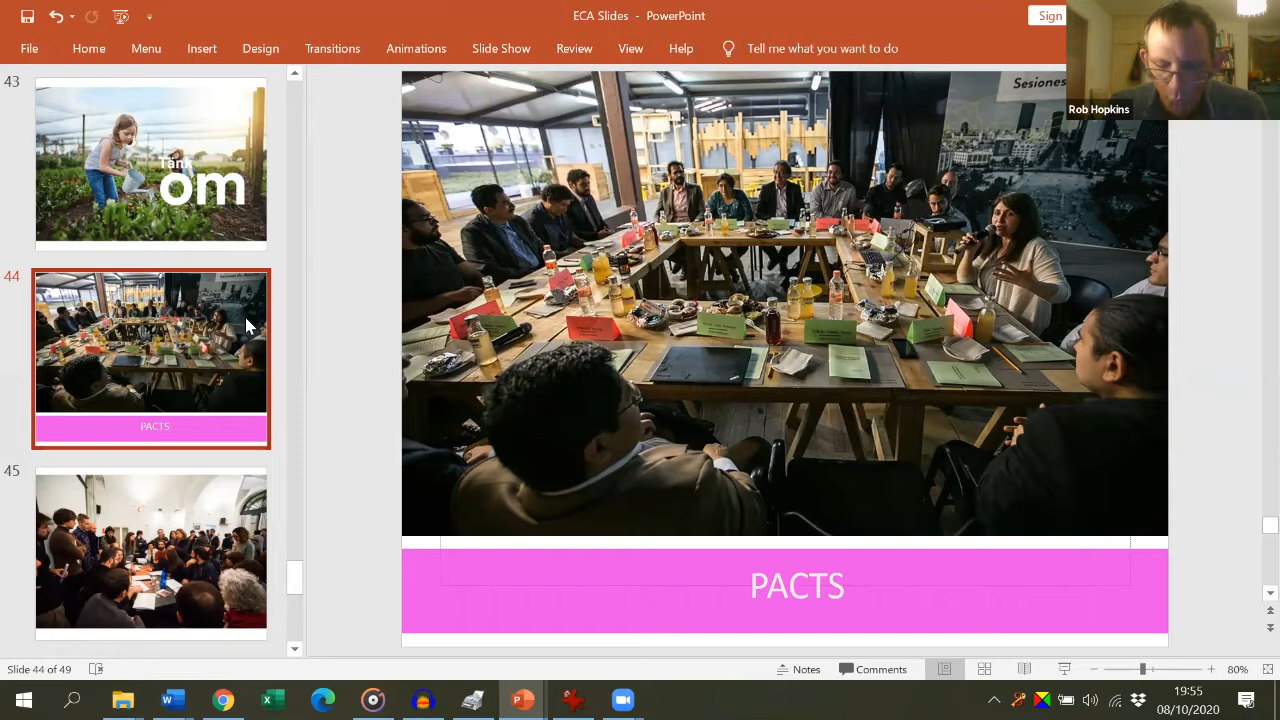 ECA Slides - PowerPoint
Sign
File Home Menu Insert Design Transitions Animations Slide Show Review View Help Tell me what you want to do
Rob Hopkins
43
Tänk
om
44
PACTS
45
Sesiones
PACTS
Slide 44 of 49
Notes
Comments
80%
19:55
08/10/2020